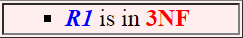 ▪ R1 is in 3NF